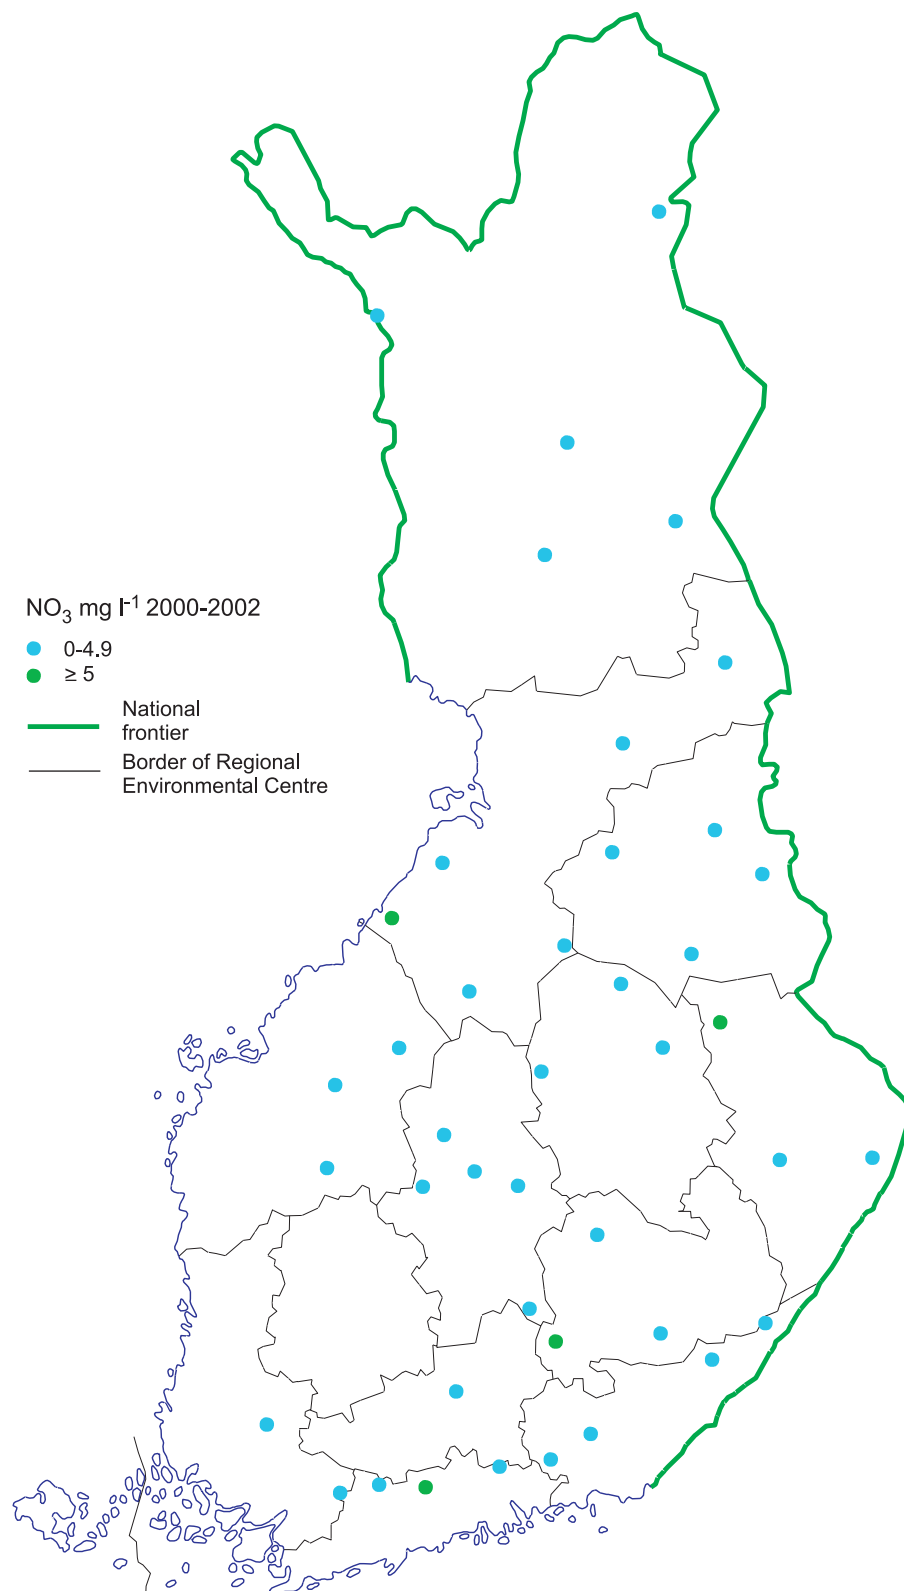 NO₃ mg l⁻¹ 2000-2002
0-4.9
≥ 5
National
frontier
Border of Regional
Environmental Centre